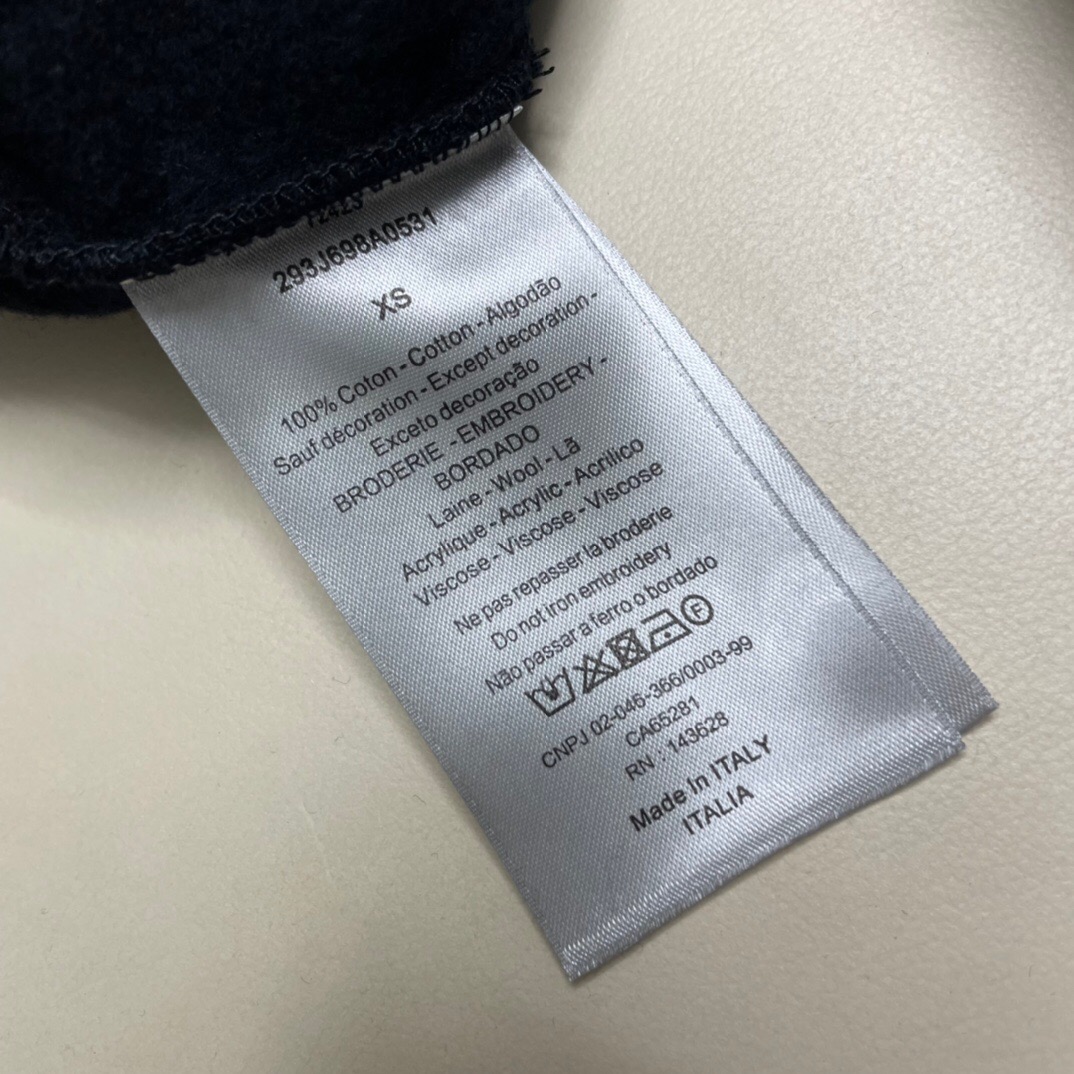 293J698A0531
XS
100% Coton - Cotton - Algodão
Sauf décoration - Except decoration -
Exceto decoração
BRODERIE - EMBROIDERY -
BORDADO
Laine - Wool - Lã
Acrylique - Acrylic - Acrílico
Viscose - Viscose - Viscose
Ne pas repasser la broderie
Do not iron embroidery
Não passar a ferro o bordado
F
CNPJ 02-046-366/0003-99
CA65281
RN : 143628
Made In ITALY
ITALIA